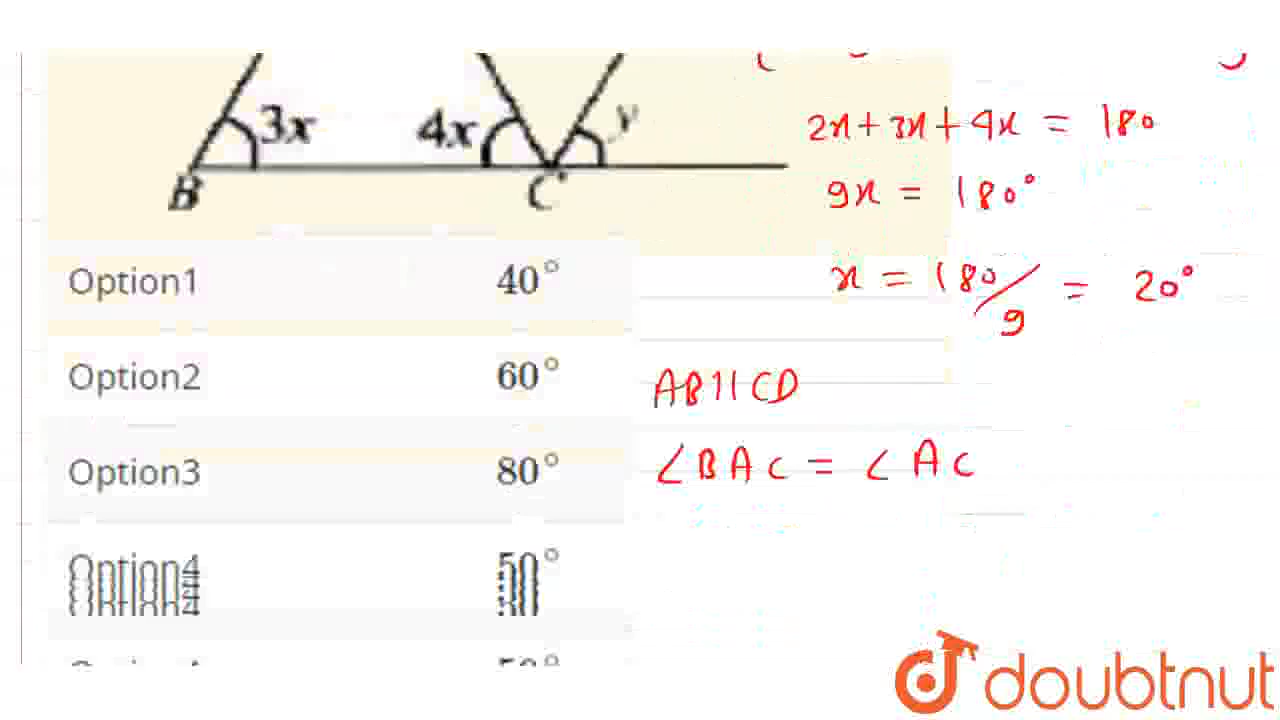 3x 4x y
B C
2x+3x+4x = 180
9x = 180°
x = 180/9 = 20°
Option1 40°
Option2 60°
AB || CD
Option3 80°
∠BAC = ∠AC
Option4 50°
doubtnut